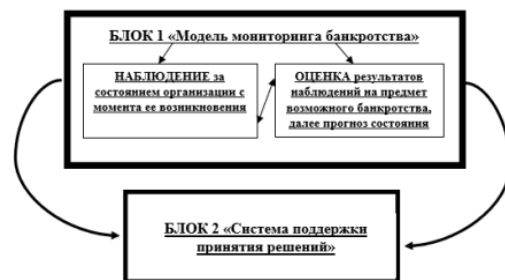 БЛОК 1 «Модель мониторинга банкротства»
НАБЛЮДЕНИЕ за
состоянием организации с
момента ее возникновения
ОЦЕНКА результатов
наблюдений на предмет
возможного банкротства,
далее прогноз состояния
БЛОК 2 «Система поддержки
принятия решений»